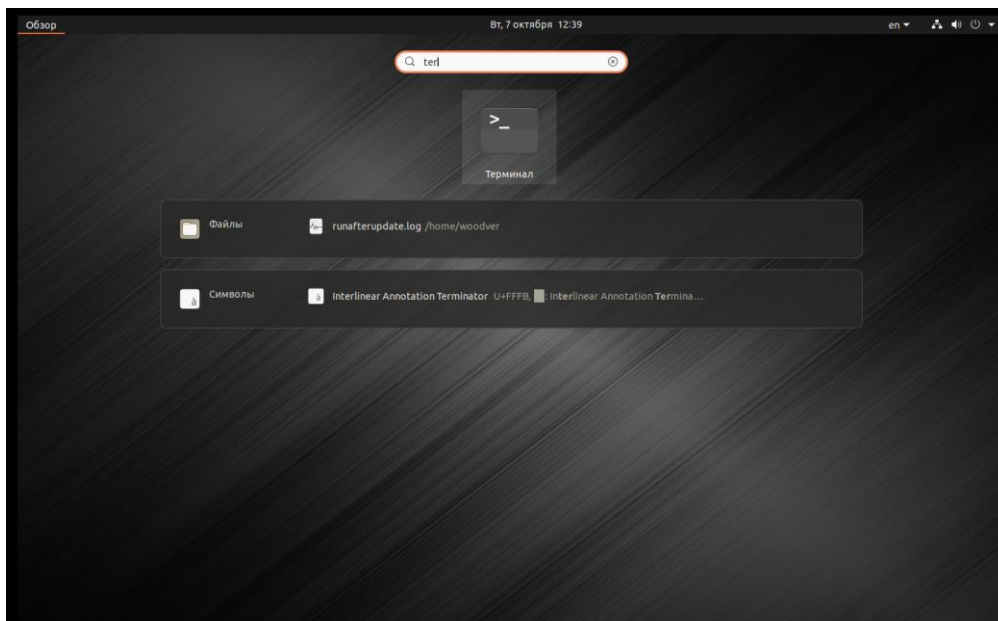 Обзор
Вт, 7 октября 12:39
en
ter
>_
Терминал
Файлы
runafterupdate.log /home/woodver
Символы
Interlinear Annotation Terminator U+FFFB, : Interlinear Annotation Termina...